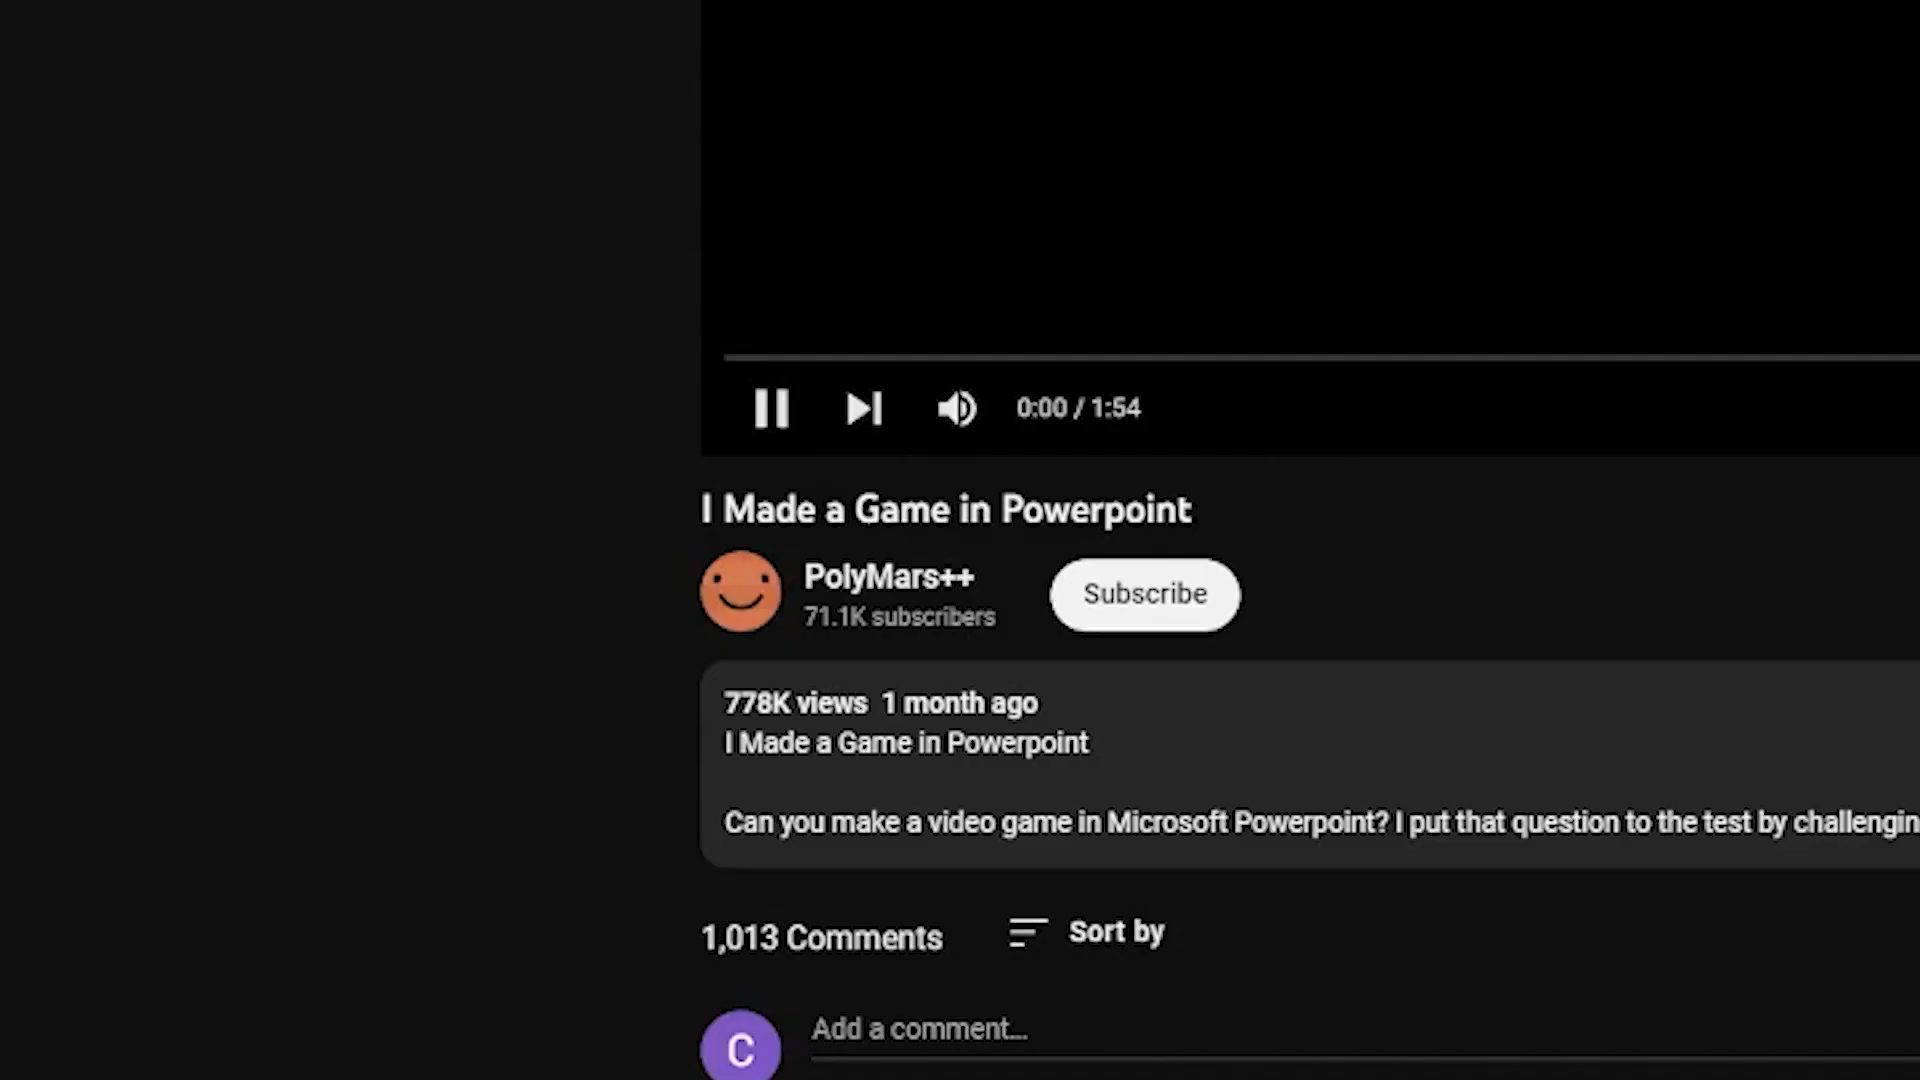 0:00 / 1:54
I Made a Game in Powerpoint
PolyMars++
71.1K subscribers
Subscribe
778K views 1 month ago
I Made a Game in Powerpoint
Can you make a video game in Microsoft Powerpoint? I put that question to the test by challengin
1,013 Comments
Sort by
C
Add a comment...